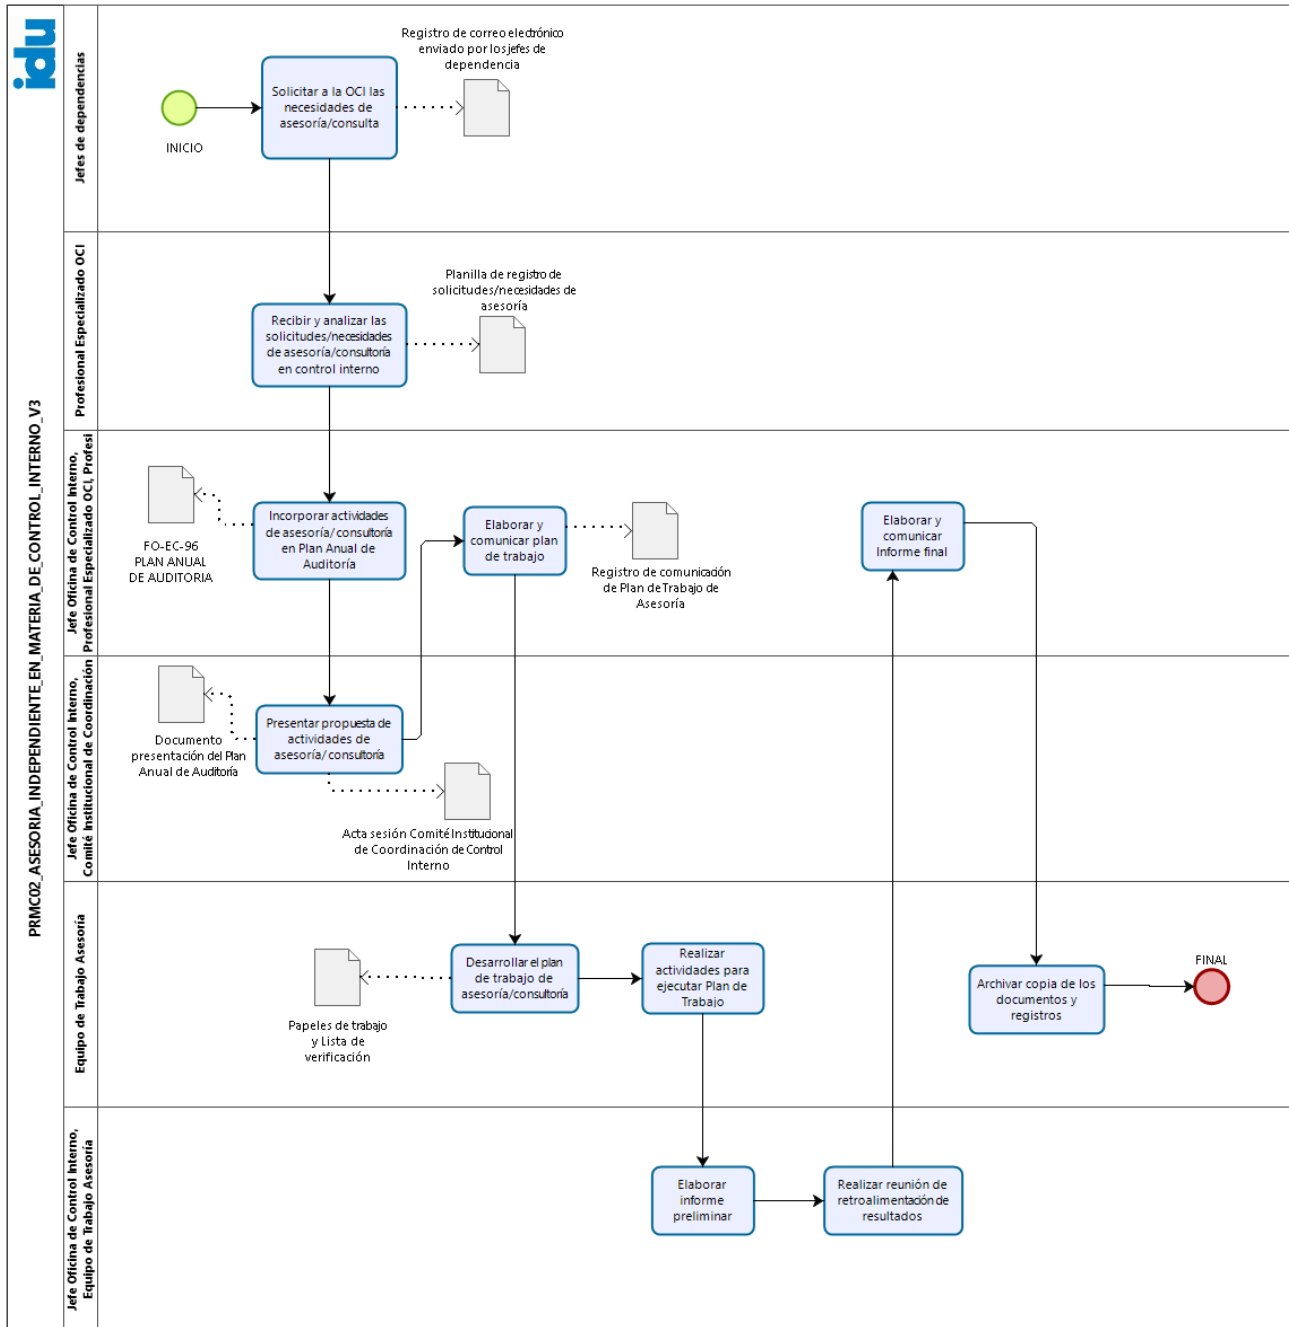 idu
PRMC02_ASESORIA_INDEPENDIENTE_EN_MATERIA_DE_CONTROL_INTERNO_V3
Jefes de dependencias
INICIO
Solicitar a la OCI las
necesidades de
asesoría/consulta
Registro de correo electrónico
enviado por los jefes de
dependencia
Profesional Especializado OCI
Recibir y analizar las
solicitudes/necesidades
de asesoría/consultoría
en control interno
Planilla de registro de
solicitudes/necesidades de
asesoría
Jefe Oficina de Control Interno,
Profesional Especializado OCI, Profesi
FO-EC-96
PLAN ANUAL
DE AUDITORIA
Incorporar actividades
de asesoría/consultoría
en Plan Anual de
Auditoría
Elaborar y
comunicar plan
de trabajo
Registro de comunicación
de Plan de Trabajo de
Asesoría
Elaborar y
comunicar
Informe final
Jefe Oficina de Control Interno,
Comité Institucional de Coordinación
Documento
presentación del Plan
Anual de Auditoría
Presentar propuesta de
actividades de
asesoría/consultoría
Acta sesión Comité Institucional
de Coordinación de Control
Interno
Equipo de Trabajo Asesoría
Papeles de trabajo
y Lista de
verificación
Desarrollar el plan
de trabajo de
asesoría/consultoría
Realizar
actividades para
ejecutar Plan de
Trabajo
Archivar copia de los
documentos y
registros
FINAL
Jefe Oficina de Control Interno,
Equipo de Trabajo Asesoría
Elaborar
informe
preliminar
Realizar reunión de
retroalimentación de
resultados